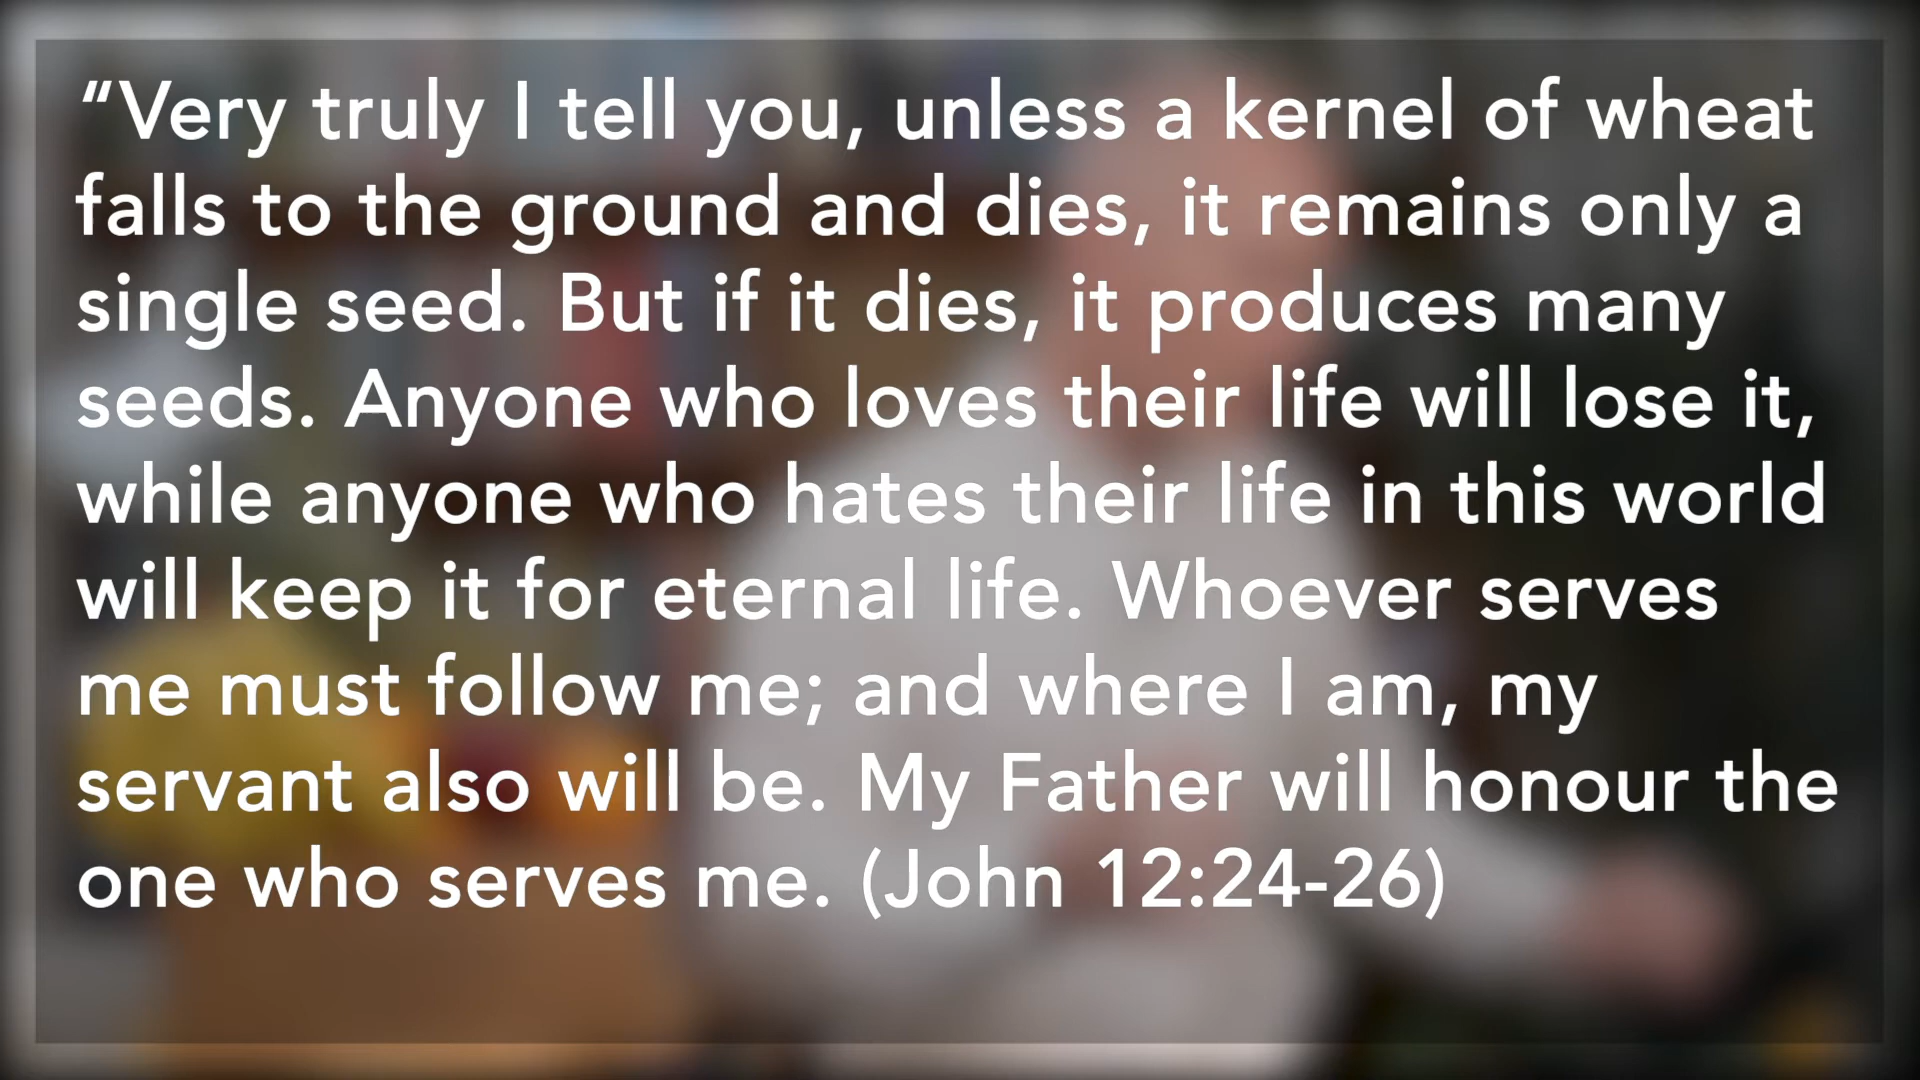 “Very truly I tell you, unless a kernel of wheat
falls to the ground and dies, it remains only a
single seed. But if it dies, it produces many
seeds. Anyone who loves their life will lose it,
while anyone who hates their life in this world
will keep it for eternal life. Whoever serves
me must follow me; and where I am, my
servant also will be. My Father will honour the
one who serves me. (John 12:24-26)